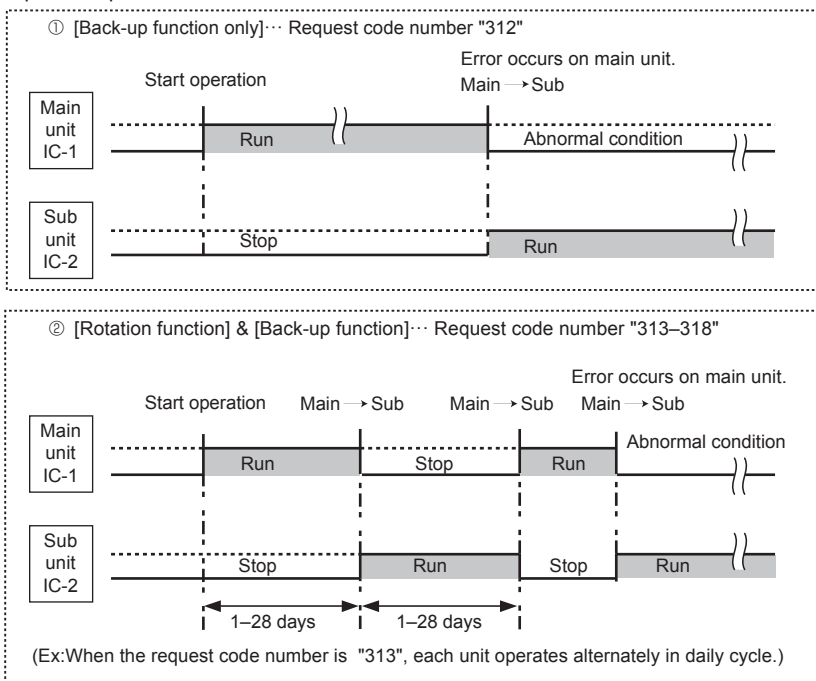 ① [Back-up function only]··· Request code number "312"
Error occurs on main unit.
Start operation
Main → Sub
Main
unit
IC-1
Run
Abnormal condition
Sub
unit
IC-2
Stop
Run
② [Rotation function] & [Back-up function]··· Request code number "313–318"
Error occurs on main unit.
Start operation
Main → Sub
Main → Sub
Main → Sub
Main
unit
IC-1
Run
Stop
Run
Abnormal condition
Sub
unit
IC-2
Stop
Run
Stop
Run
1–28 days
1–28 days
(Ex:When the request code number is "313", each unit operates alternately in daily cycle.)